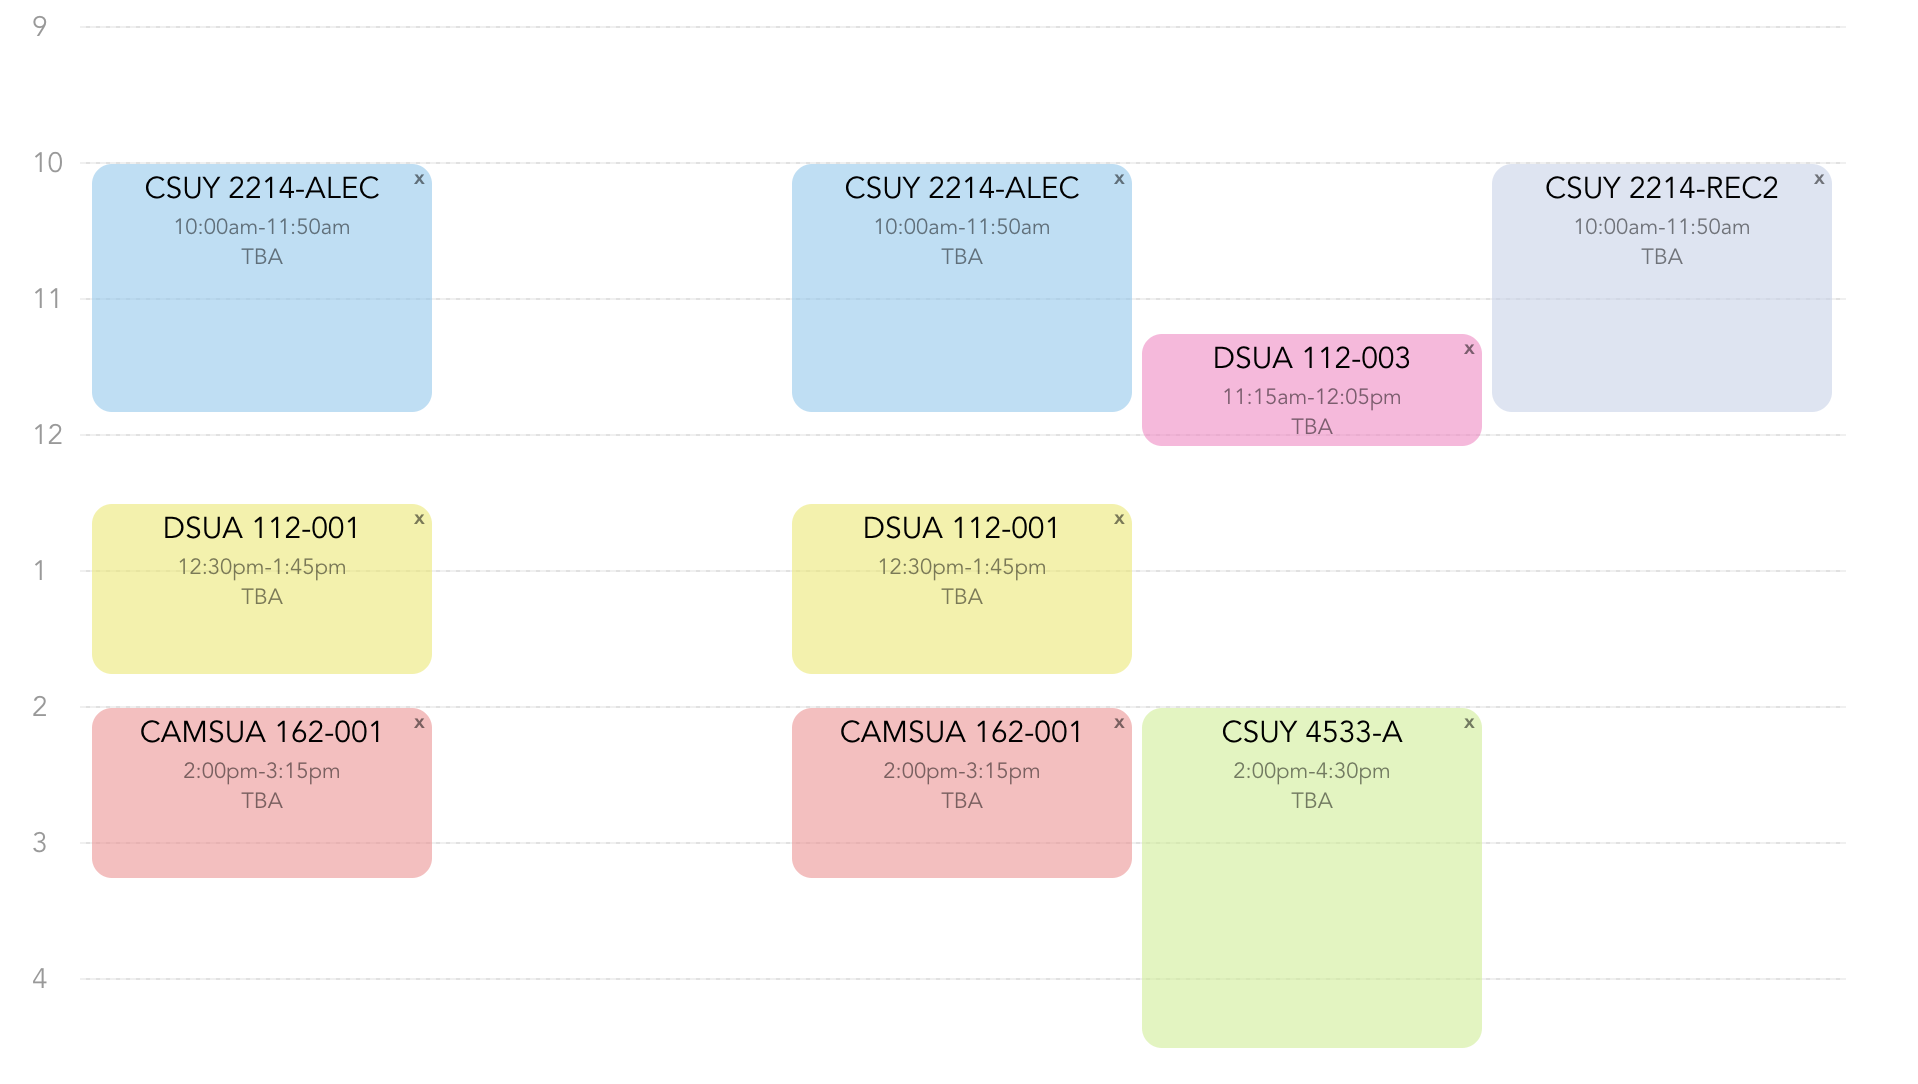 9
10
CSUY 2214-ALEC x
10:00am-11:50am
TBA
CSUY 2214-ALEC x
10:00am-11:50am
TBA
CSUY 2214-REC2 x
10:00am-11:50am
TBA
11
DSUA 112-003 x
11:15am-12:05pm
TBA
12
DSUA 112-001 x
12:30pm-1:45pm
TBA
DSUA 112-001 x
12:30pm-1:45pm
TBA
1
2
CAMSUA 162-001 x
2:00pm-3:15pm
TBA
CAMSUA 162-001 x
2:00pm-3:15pm
TBA
CSUY 4533-A x
2:00pm-4:30pm
TBA
3
4